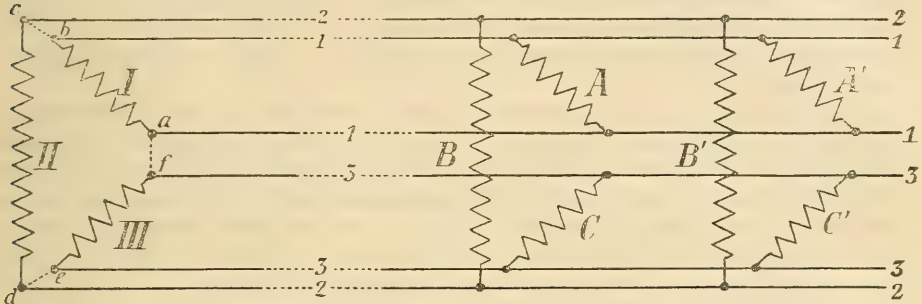 c 2 2
b 1 1
I A A'
a 1 1
II B B'
f 3 3
III C C'
e 3 3
d 2 2